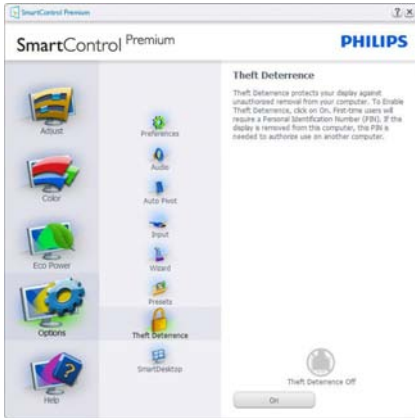 SmartControl Premium
SmartControl Premium
PHILIPS
Adjust
Color
Eco Power
Options
Help
Preferences
Audio
Auto Pivot
Input
Wizard
Presets
Theft Deterrence
SmartDesktop
Theft Deterrence
Theft Deterrence protects your display against
unauthorized removal from your computer. To Enable
Theft Deterrence, click on On. First-time users will
require a Personal Identification Number (PIN). If the
display is removed from this computer, the PIN is
needed to authorize use on another computer.
Theft Deterrence Off
On